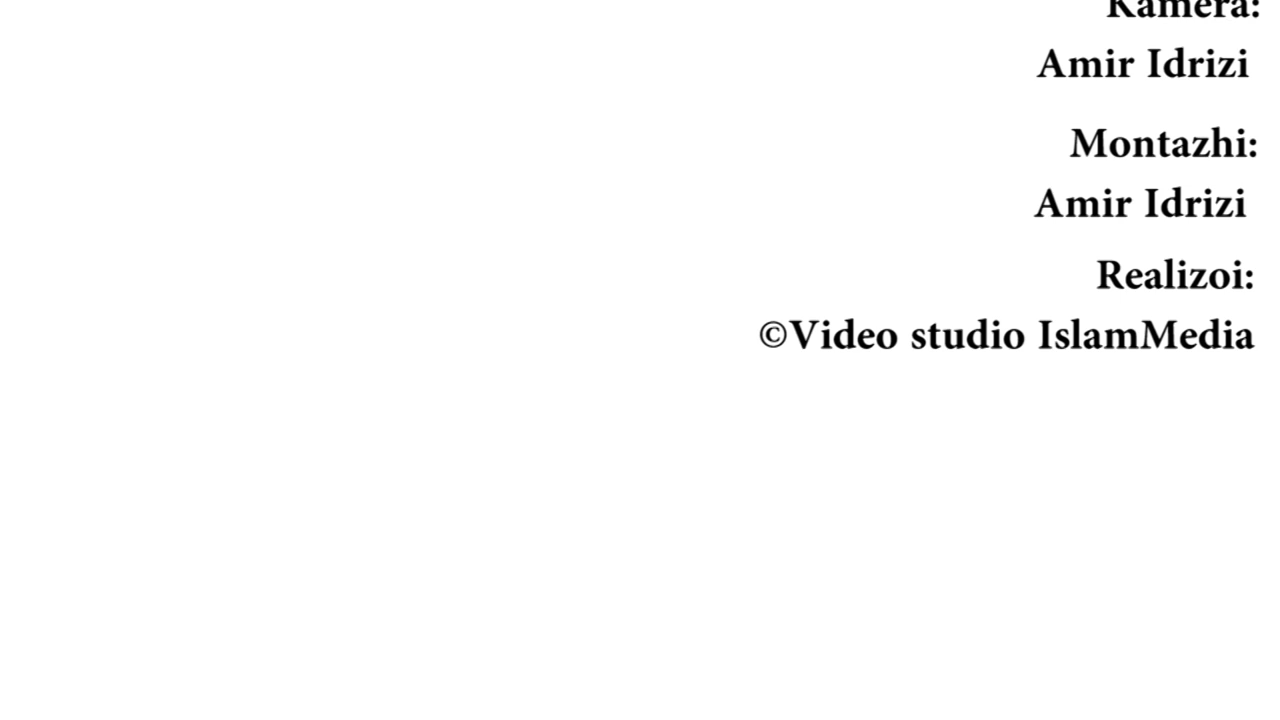 Kamera:
Amir Idrizi
Montazhi:
Amir Idrizi
Realizoi:
©Video studio IslamMedia